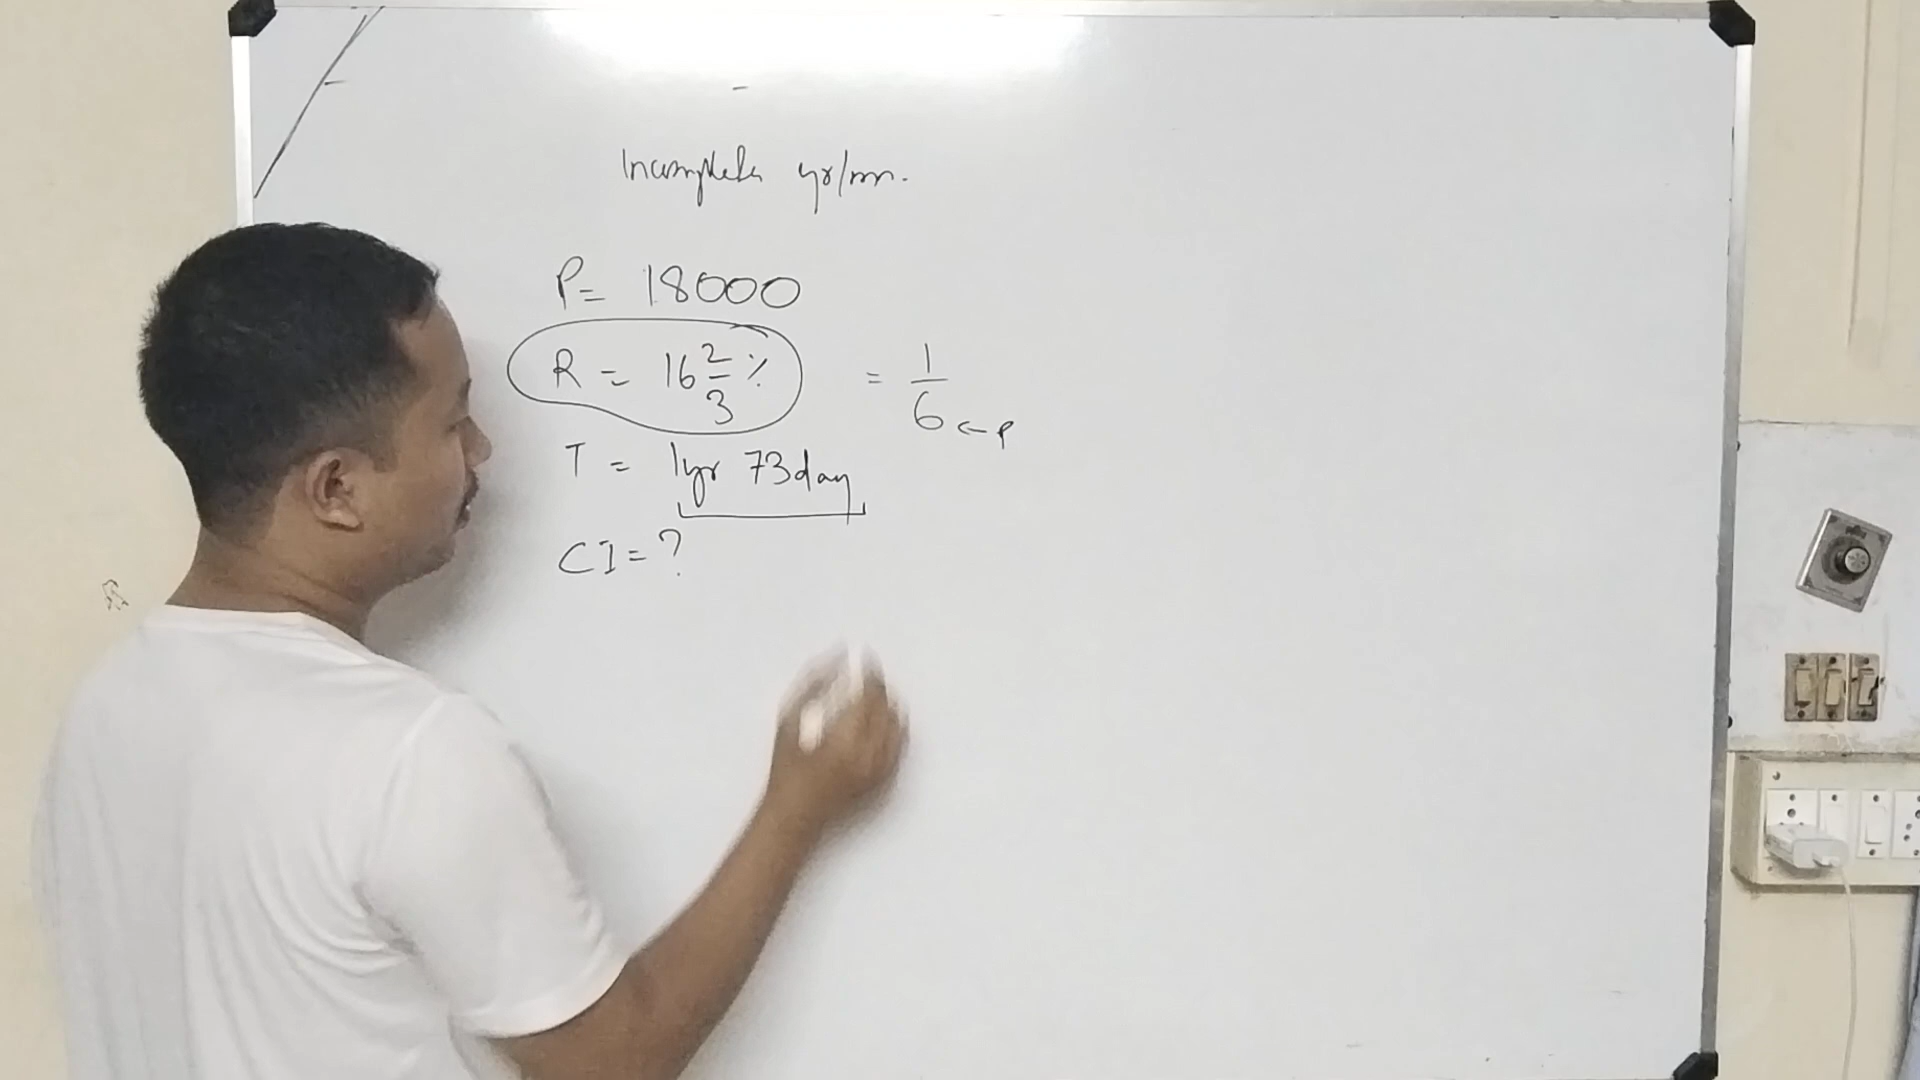 Incomplete yr/mn.
P= 18000
R = 16 2/3 % = 1/6 ← P
T = 1yr 73day
CI = ?